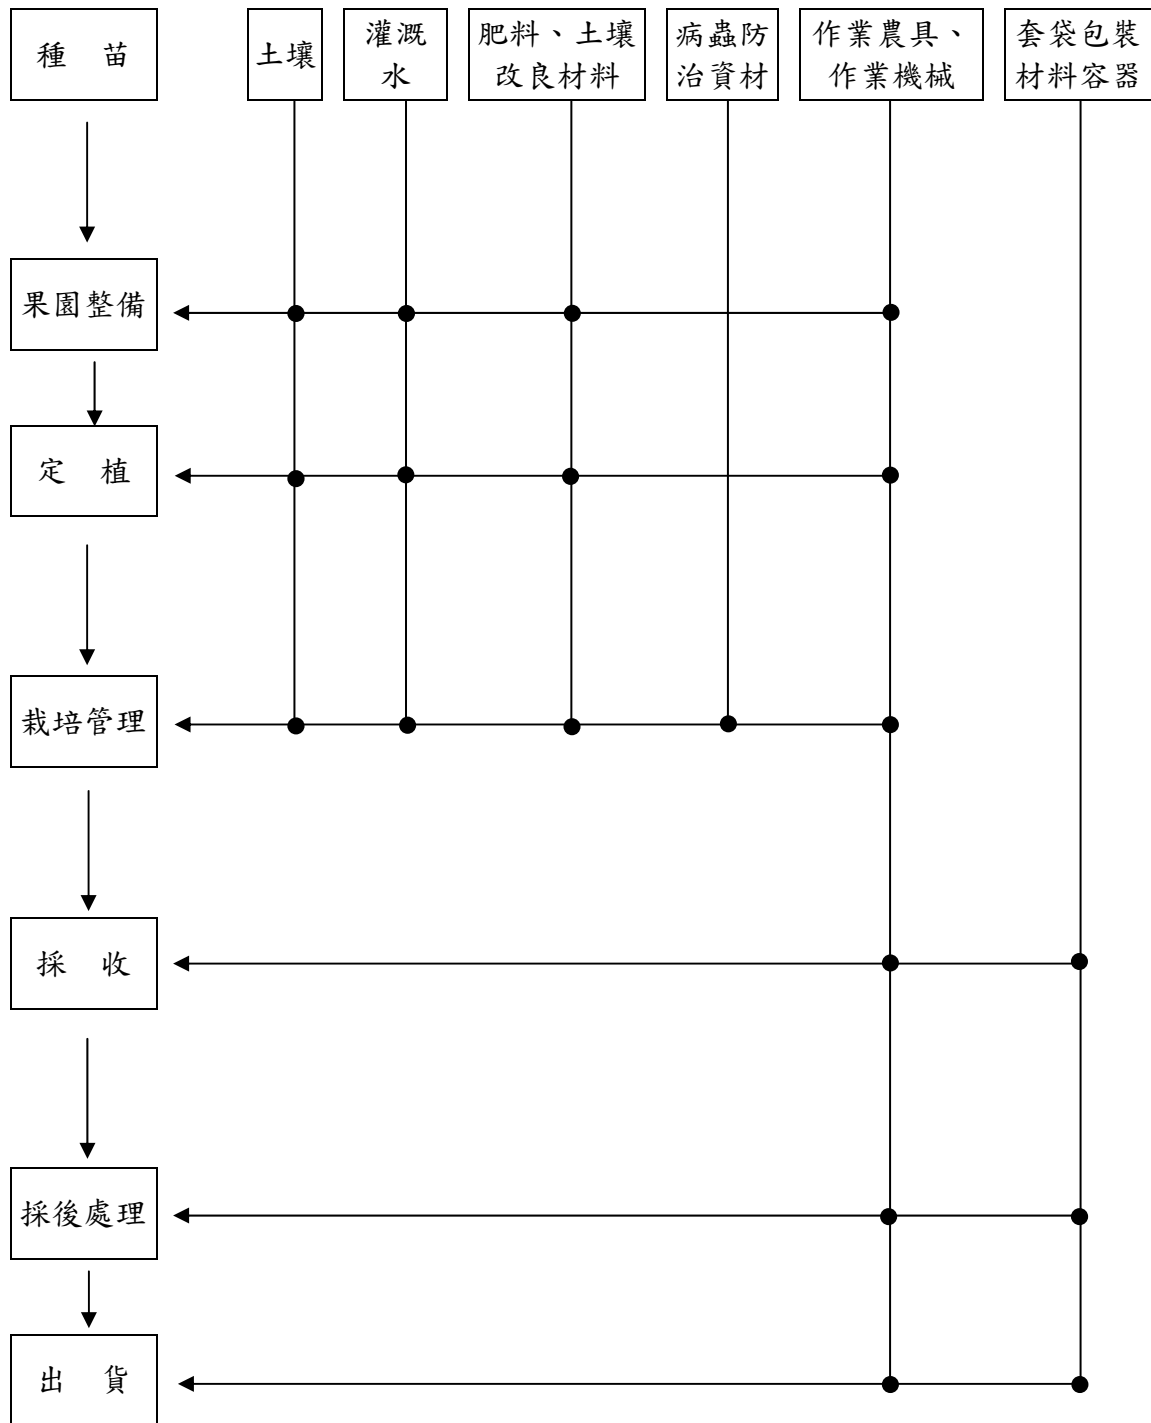 種 苗
土壤
灌溉
水
肥料、土壤
改良材料
病蟲防
治資材
作業農具、
作業機械
套袋包裝
材料容器
果園整備
定 植
栽培管理
採 收
採後處理
出 貨